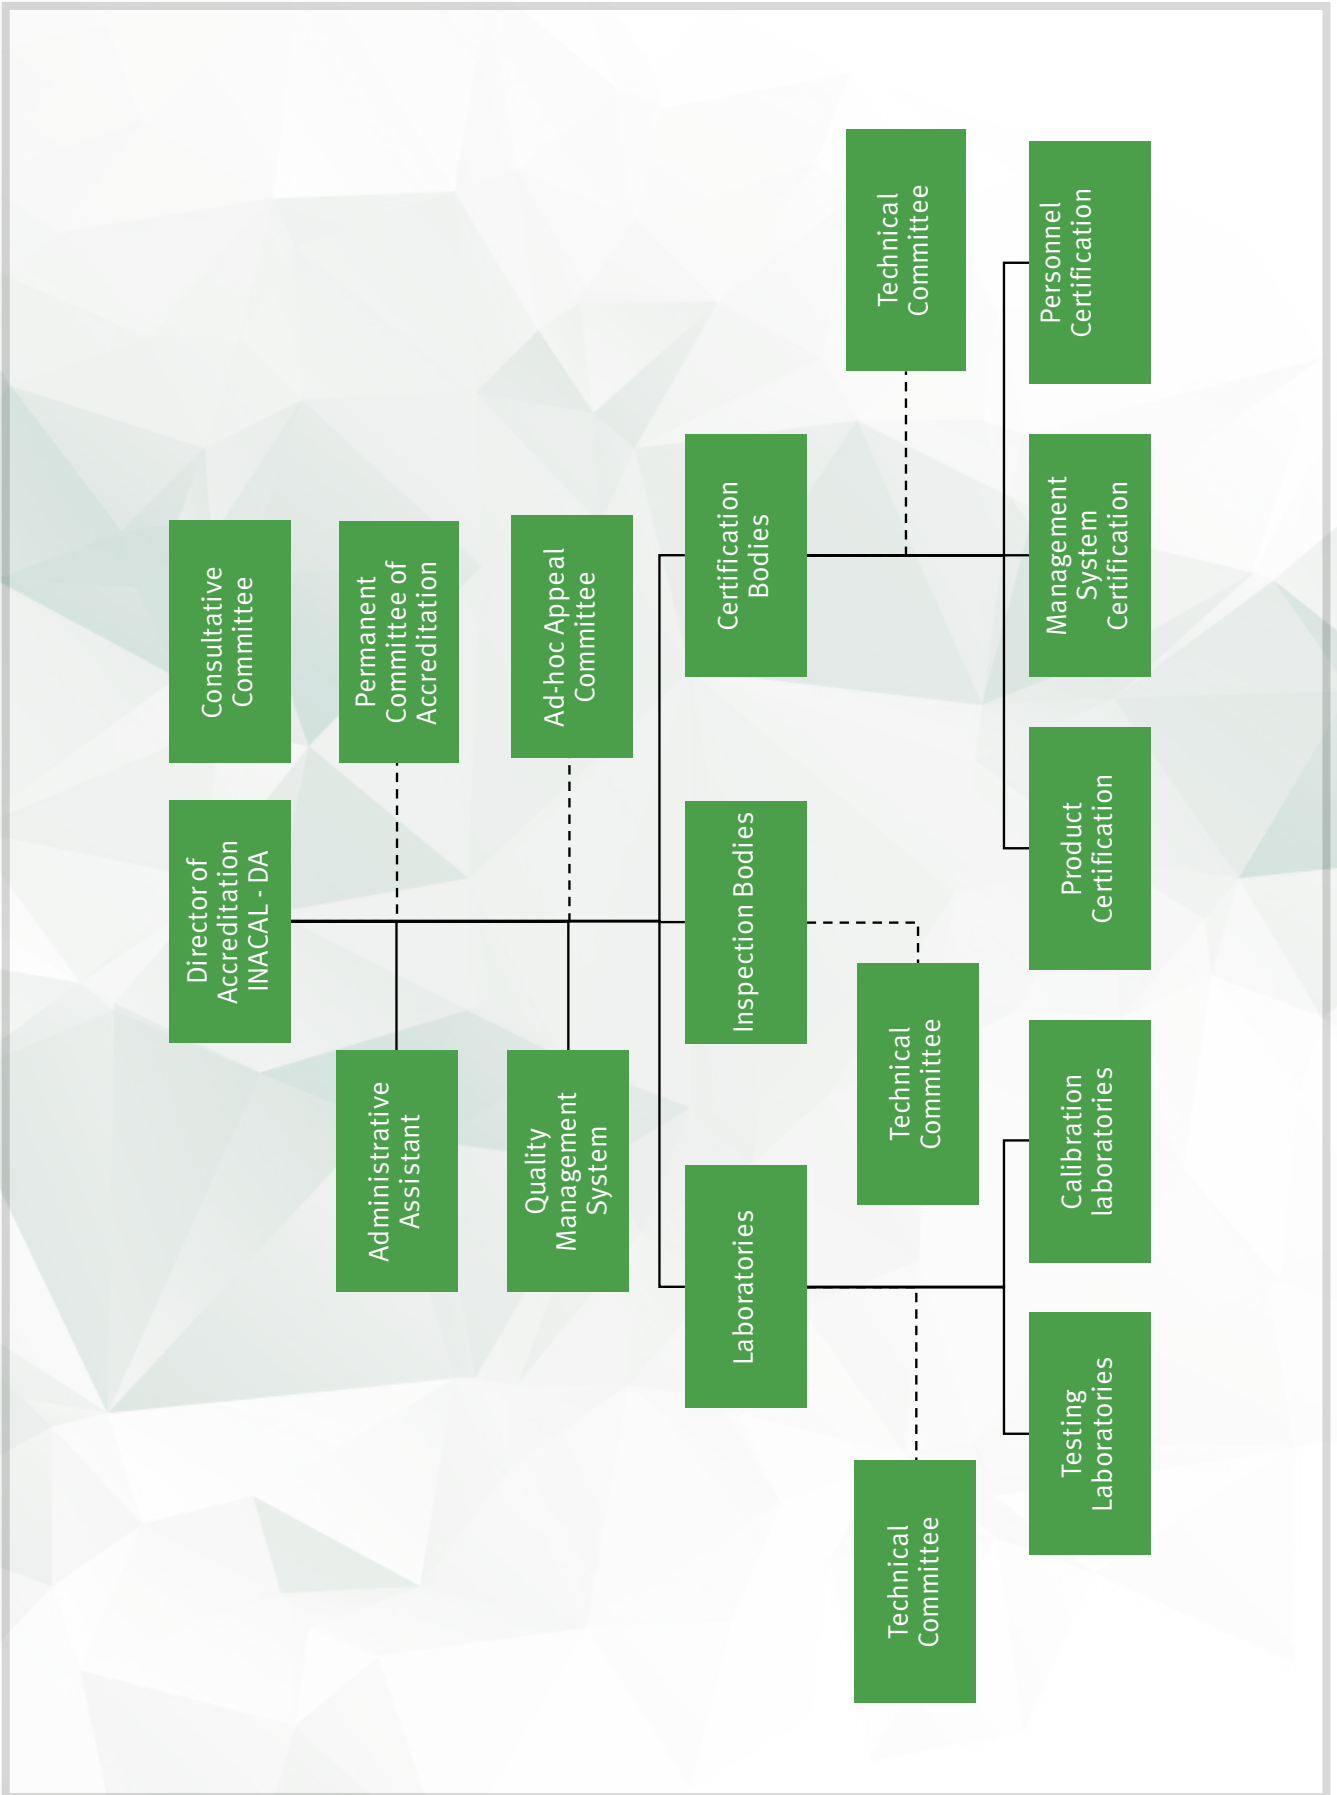 Director of
Accreditation
INACAL - DA
Consultative
Committee
Administrative
Assistant
Permanent
Committee of
Accreditation
Quality
Management
System
Ad-hoc Appeal
Committee
Laboratories
Inspection Bodies
Certification
Bodies
Technical
Committee
Technical
Committee
Technical
Committee
Testing
Laboratories
Calibration
laboratories
Product
Certification
Management
System
Certification
Personnel
Certification